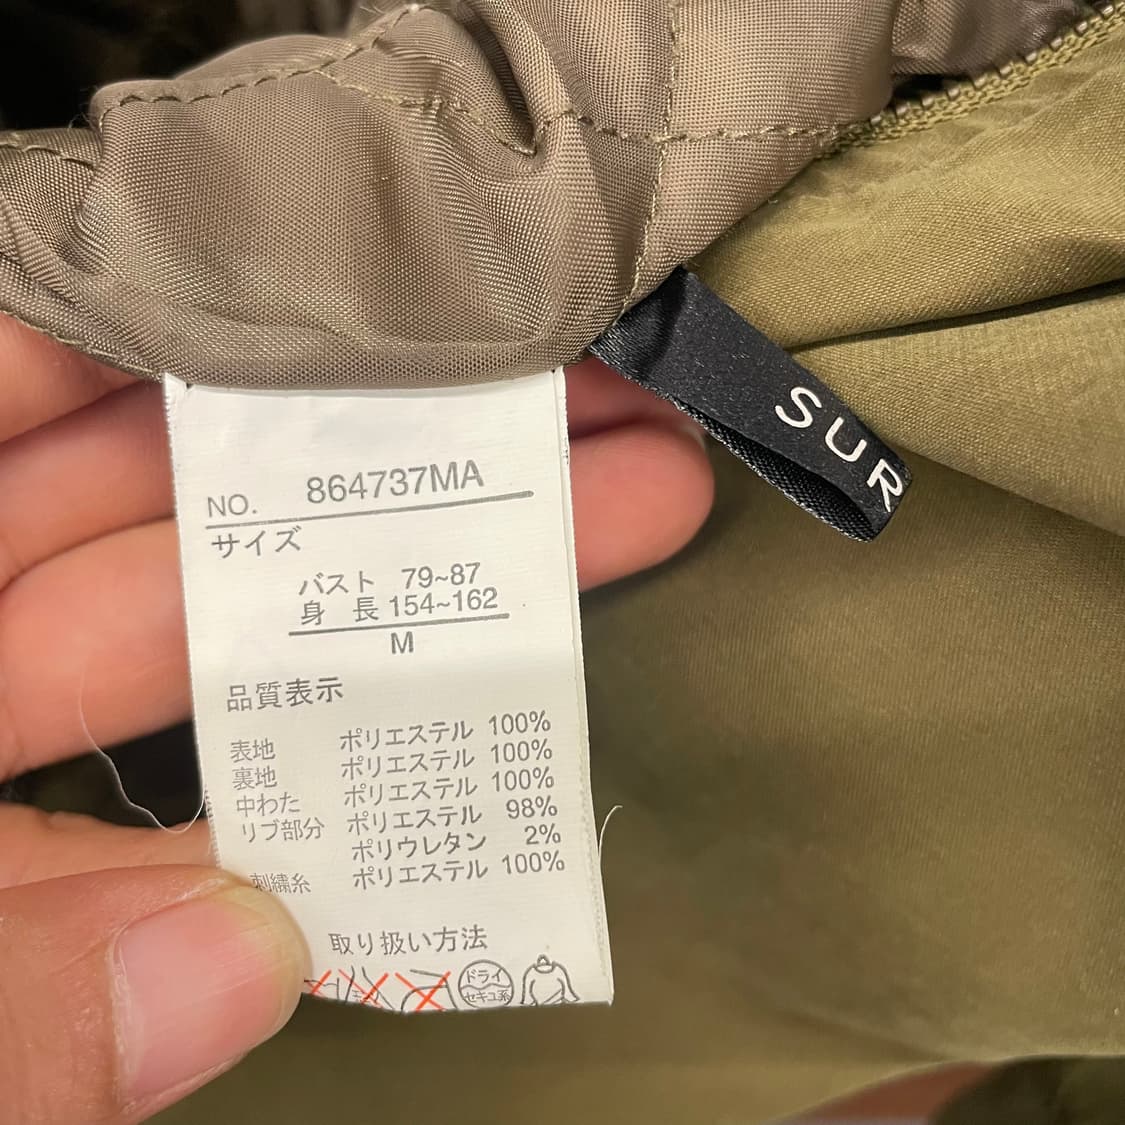 NO. 864737MA
サイズ
バスト 79~87
身 長 154~162
M
品質表示
表地 ポリエステル 100%
裏地 ポリエステル 100%
中わた ポリエステル 100%
リブ部分 ポリエステル 98%
ポリウレタン 2%
刺繍糸 ポリエステル 100%
取り扱い方法
ドライ
セキユ系
SUR